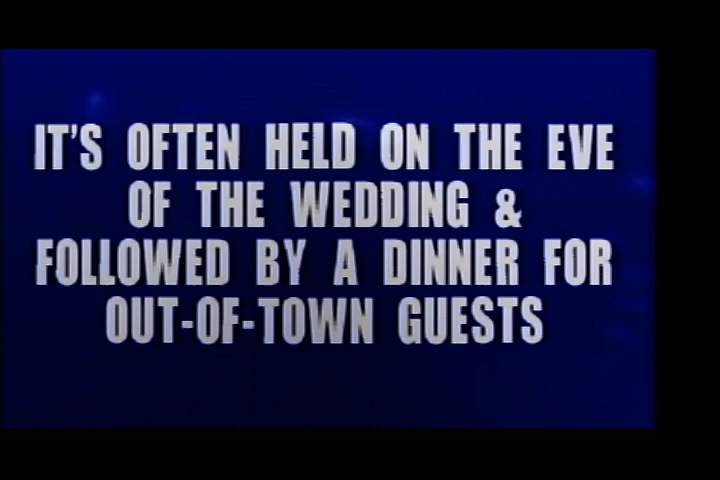 IT'S OFTEN HELD ON THE EVE
OF THE WEDDING &
FOLLOWED BY A DINNER FOR
OUT-OF-TOWN GUESTS